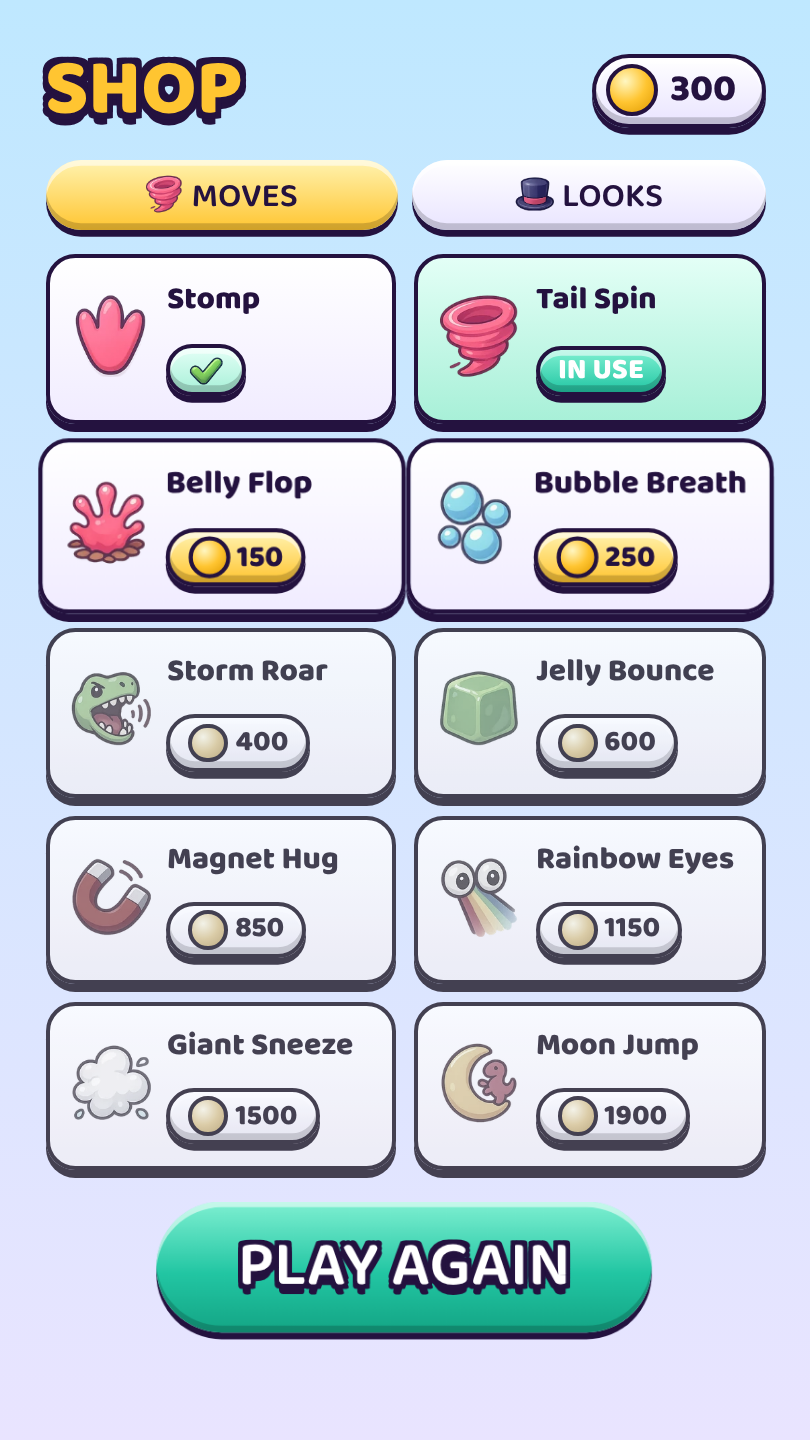 SHOP
300
MOVES
LOOKS
Stomp
Tail Spin
IN USE
Belly Flop
150
Bubble Breath
250
Storm Roar
400
Jelly Bounce
600
Magnet Hug
850
Rainbow Eyes
1150
Giant Sneeze
1500
Moon Jump
1900
PLAY AGAIN